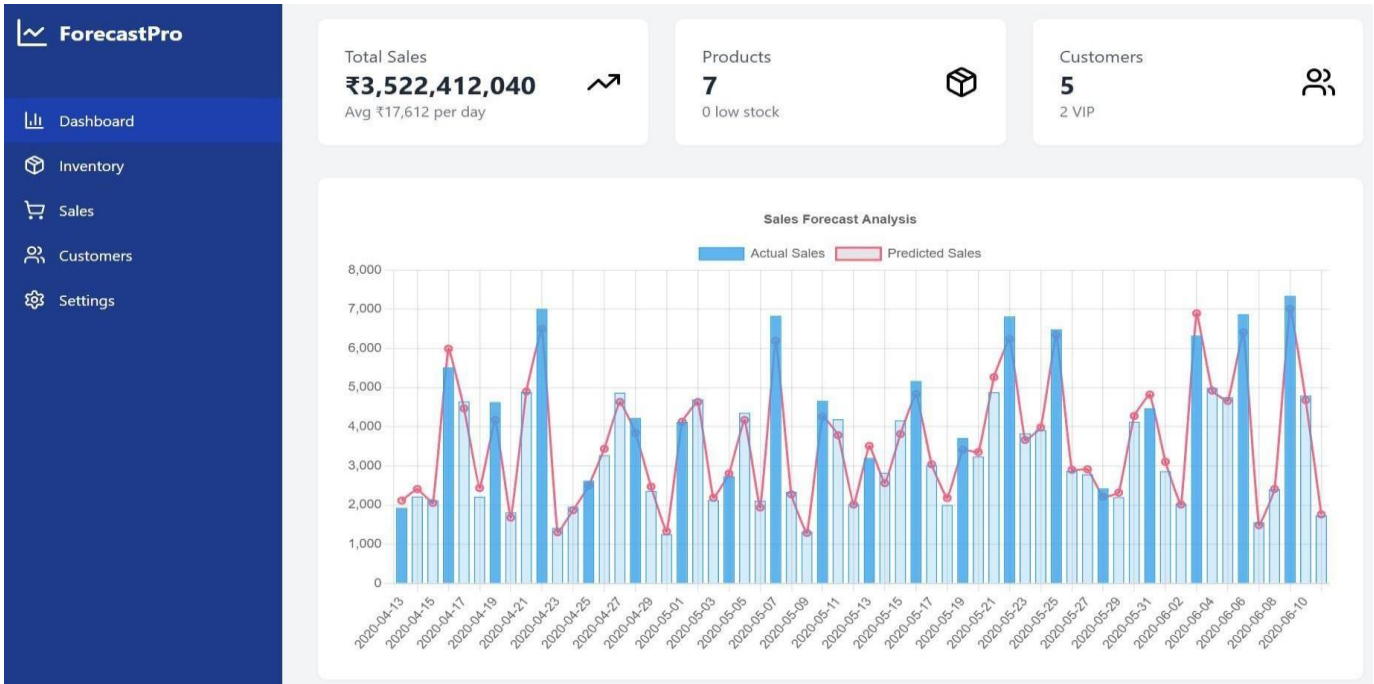 ForecastPro
Dashboard
Inventory
Sales
Customers
Settings
Total Sales
₹3,522,412,040
Avg ₹17,612 per day
Products
7
0 low stock
Customers
5
2 VIP
Sales Forecast Analysis
Actual Sales Predicted Sales
8,000
7,000
6,000
5,000
4,000
3,000
2,000
1,000
0
2020-04-13 2020-04-15 2020-04-17 2020-04-19 2020-04-21 2020-04-23 2020-04-25 2020-04-27 2020-04-29 2020-05-01 2020-05-03 2020-05-05 2020-05-07 2020-05-09 2020-05-11 2020-05-13 2020-05-15 2020-05-17 2020-05-19 2020-05-21 2020-05-23 2020-05-25 2020-05-27 2020-05-29 2020-05-31 2020-06-02 2020-06-04 2020-06-06 2020-06-08 2020-06-10